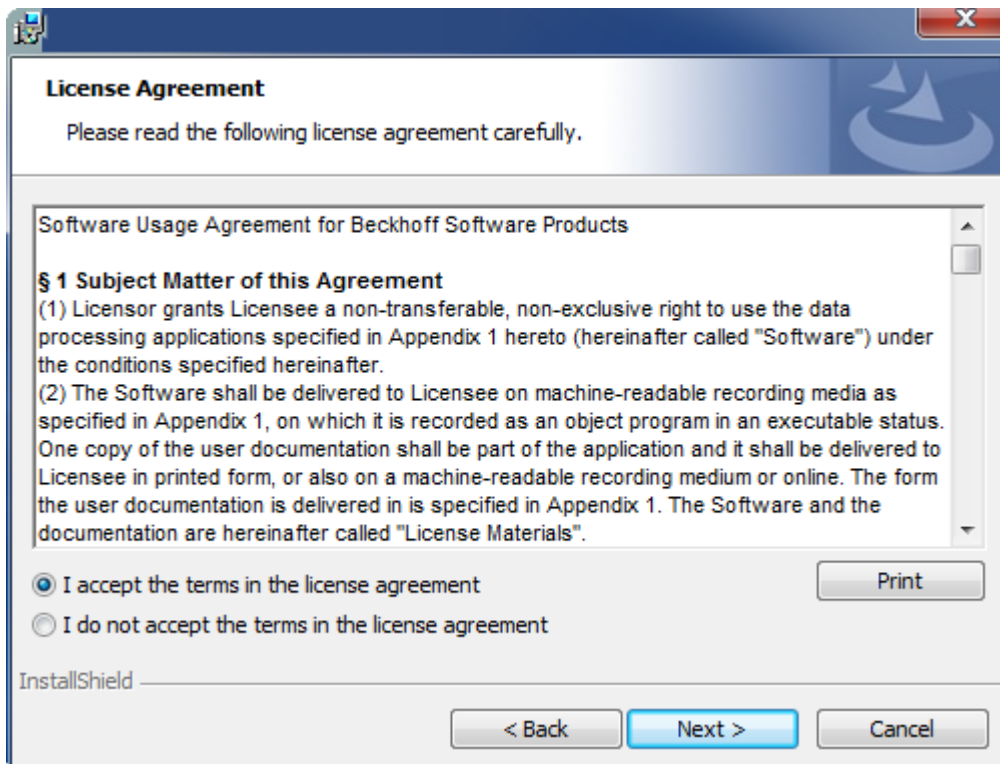 License Agreement
Please read the following license agreement carefully.
Software Usage Agreement for Beckhoff Software Products
§ 1 Subject Matter of this Agreement
(1) Licensor grants Licensee a non-transferable, non-exclusive right to use the data
processing applications specified in Appendix 1 hereto (hereinafter called "Software") under
the conditions specified hereinafter.
(2) The Software shall be delivered to Licensee on machine-readable recording media as
specified in Appendix 1, on which it is recorded as an object program in an executable status.
One copy of the user documentation shall be part of the application and it shall be delivered to
Licensee in printed form, or also on a machine-readable recording medium or online. The form
the user documentation is delivered in is specified in Appendix 1. The Software and the
documentation are hereinafter called "License Materials".
I accept the terms in the license agreement
Print
I do not accept the terms in the license agreement
InstallShield
< Back
Next >
Cancel